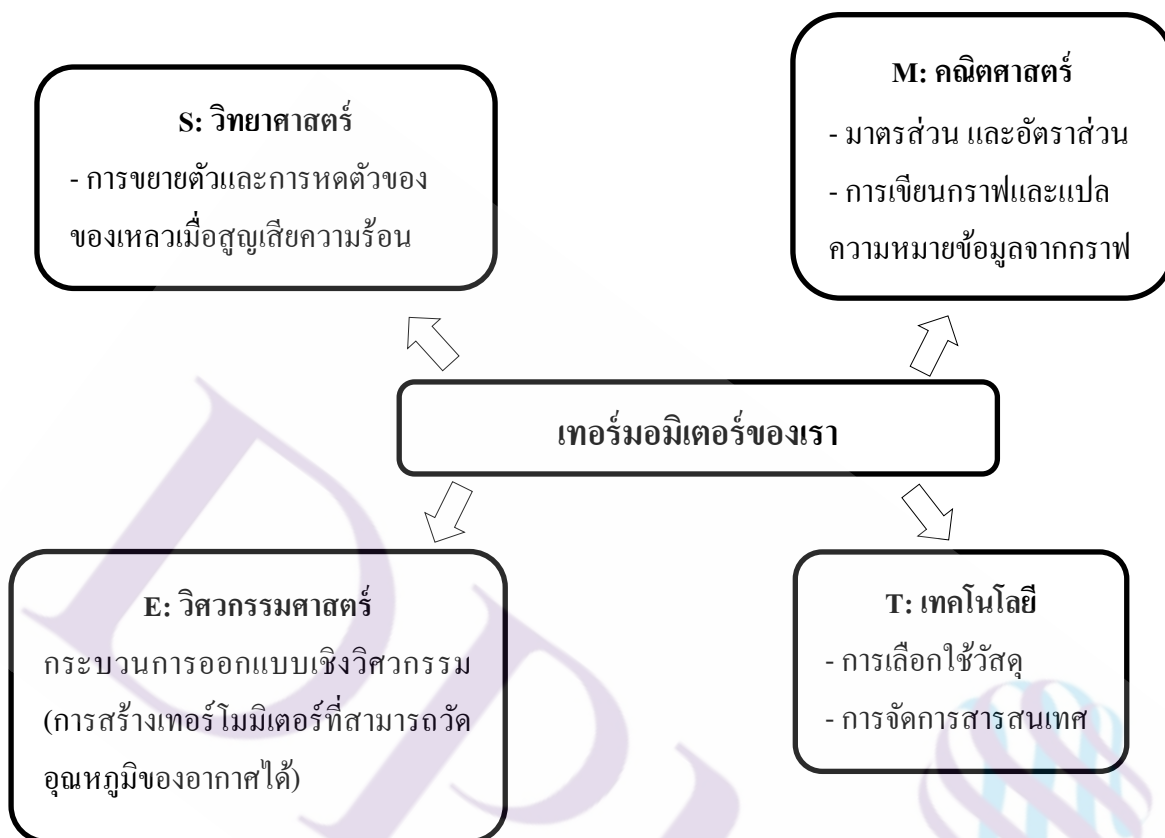 S: วิทยาศาสตร์
- การขยายตัวและการหดตัวของ
ของเหลวเมื่อสูญเสียความร้อน
M: คณิตศาสตร์
- มาตรส่วน และอัตราส่วน
- การเขียนกราฟและแปล
ความหมายข้อมูลจากกราฟ
เทอร์มอมิเตอร์ของเรา
E: วิศวกรรมศาสตร์
กระบวนการออกแบบเชิงวิศวกรรม
(การสร้างเทอร์โมมิเตอร์ที่สามารถวัด
อุณหภูมิของอากาศได้)
T: เทคโนโลยี
- การเลือกใช้วัสดุ
- การจัดการสารสนเทศ